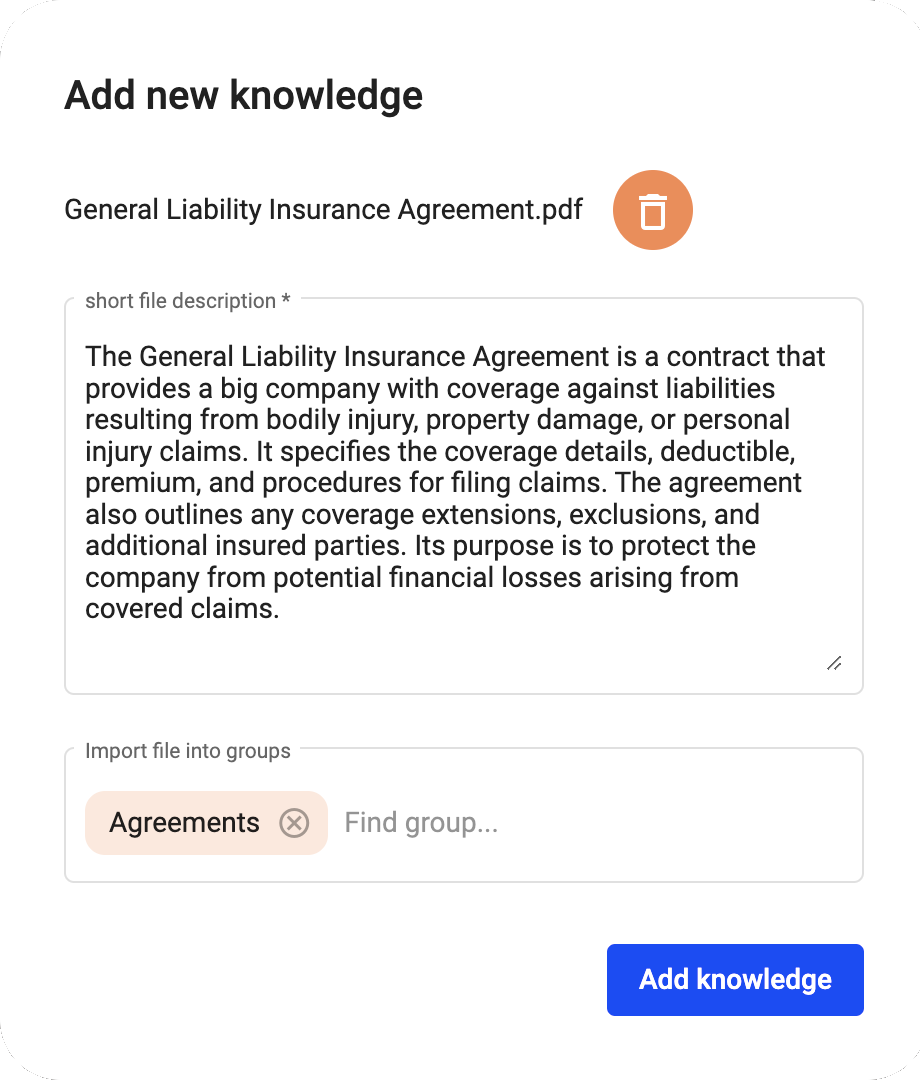 Add new knowledge
General Liability Insurance Agreement.pdf
short file description *
The General Liability Insurance Agreement is a contract that
provides a big company with coverage against liabilities
resulting from bodily injury, property damage, or personal
injury claims. It specifies the coverage details, deductible,
premium, and procedures for filing claims. The agreement
also outlines any coverage extensions, exclusions, and
additional insured parties. Its purpose is to protect the
company from potential financial losses arising from
covered claims.
Import file into groups
Agreements Find group...
Add knowledge